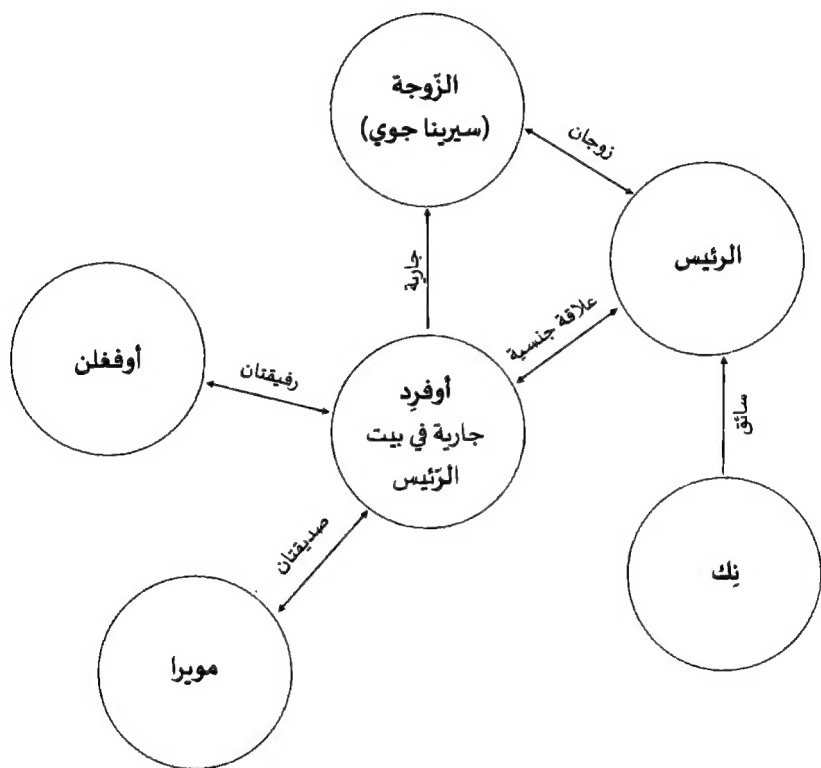 الزّوجة
(سيرينا جوي)
زوجان
الرئيس
جارية
علاقة جنسية
أوفغلن
رفيقتان
أوفرِد
جارية في بيت
الرّئيس
سائق
صديقتان
نِك
مويرا